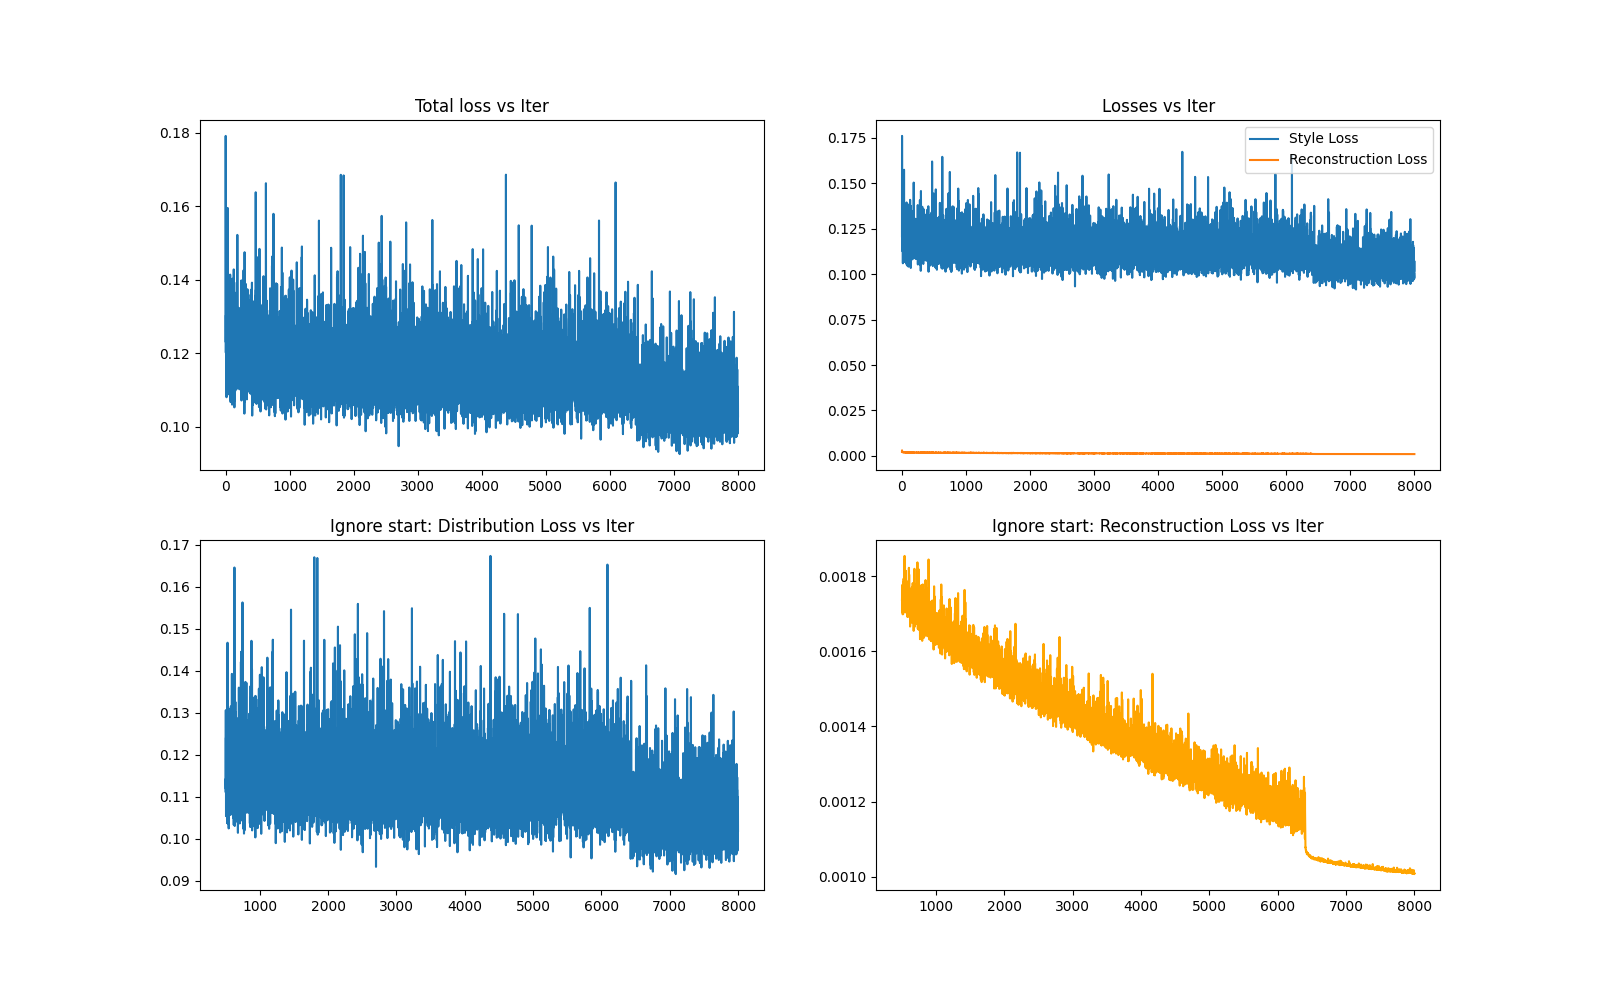 Total loss vs Iter
0.18
0.16
0.14
0.12
0.10
0 1000 2000 3000 4000 5000 6000 7000 8000
Losses vs Iter
Style Loss
Reconstruction Loss
0.175
0.150
0.125
0.100
0.075
0.050
0.025
0.000
0 1000 2000 3000 4000 5000 6000 7000 8000
Ignore start: Distribution Loss vs Iter
0.17
0.16
0.15
0.14
0.13
0.12
0.11
0.10
0.09
1000 2000 3000 4000 5000 6000 7000 8000
Ignore start: Reconstruction Loss vs Iter
0.0018
0.0016
0.0014
0.0012
0.0010
1000 2000 3000 4000 5000 6000 7000 8000